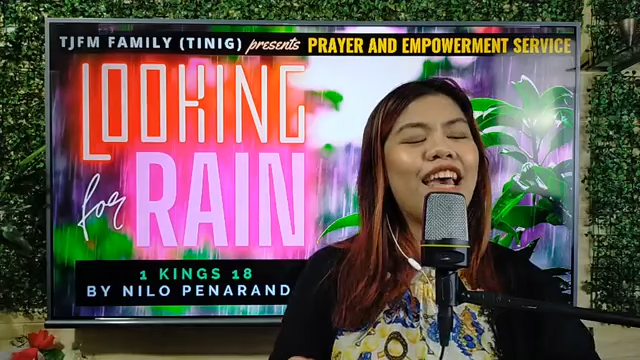 TJFM FAMILY (TINIG) presents PRAYER AND EMPOWERMENT SERVICE
LOOKING
for RAIN
1 KINGS 18
BY NILO PENARAND